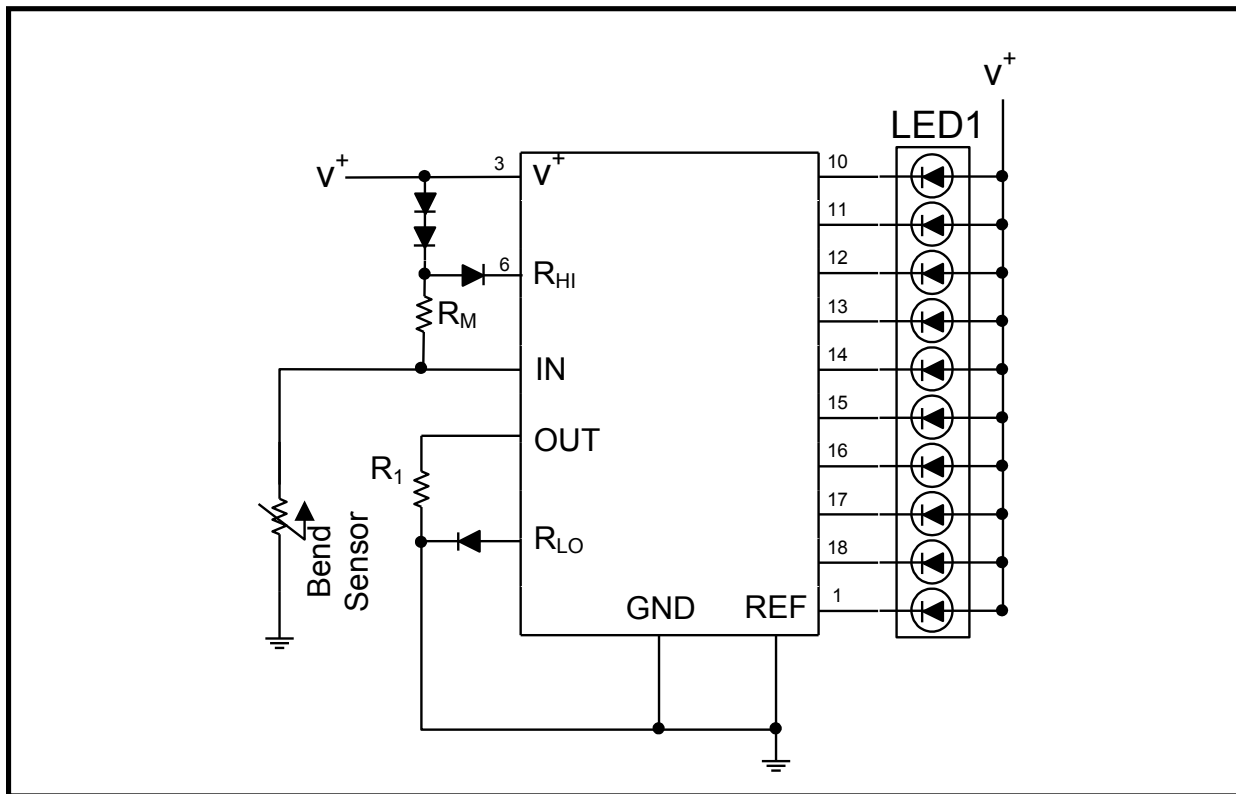 V+
LED1
V+
3
V+
10
11
6
RHI
12
RM
13
IN
14
OUT
15
R1
16
17
RLO
18
Bend
Sensor
GND
REF
1